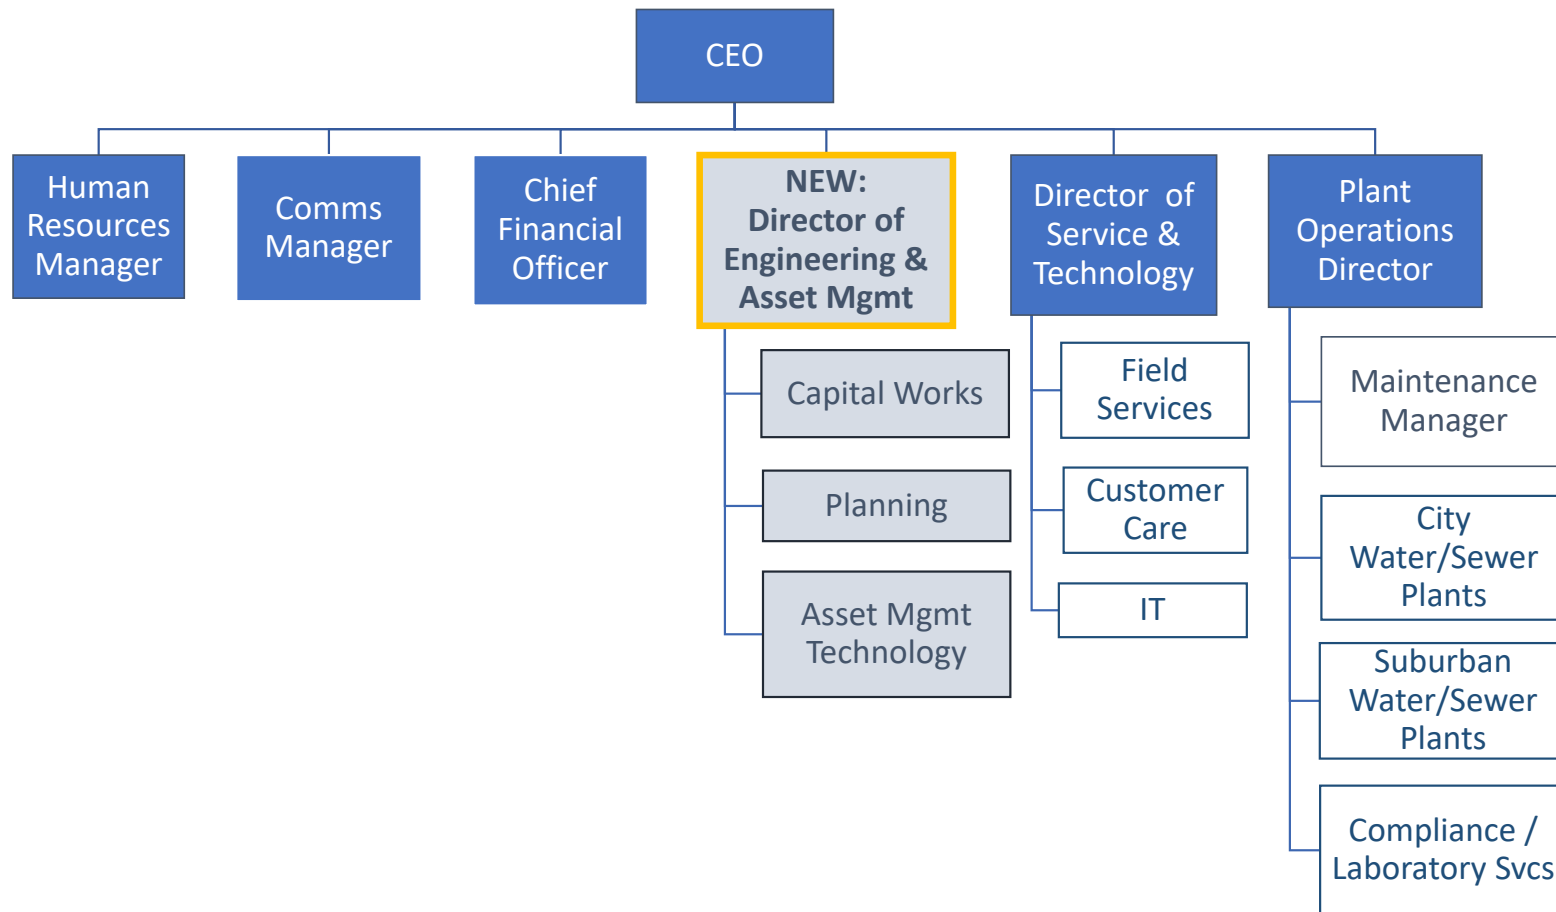 CEO
Human
Resources
Manager
Comms
Manager
Chief
Financial
Officer
NEW:
Director of
Engineering &
Asset Mgmt
Director of
Service &
Technology
Plant
Operations
Director
Capital Works
Planning
Asset Mgmt
Technology
Field
Services
Customer
Care
IT
Maintenance
Manager
City
Water/Sewer
Plants
Suburban
Water/Sewer
Plants
Compliance /
Laboratory Svcs